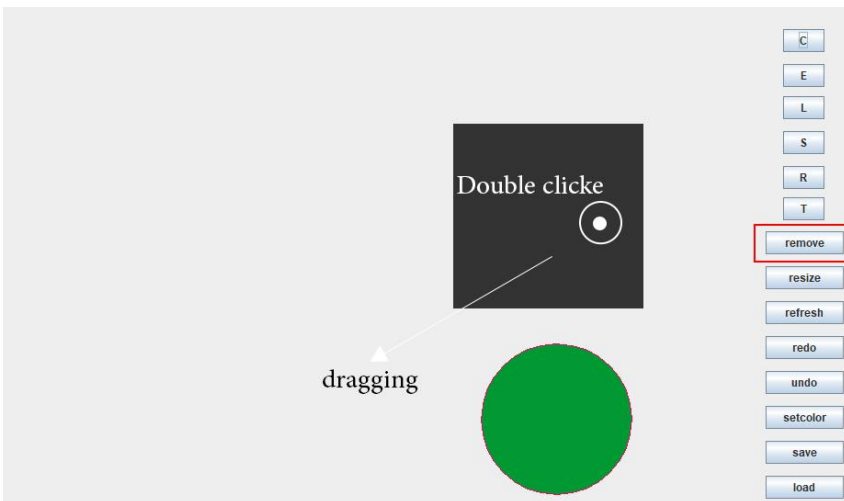 C
E
L
S
R
Double clicke
T
remove
resize
refresh
redo
dragging
undo
setcolor
save
load